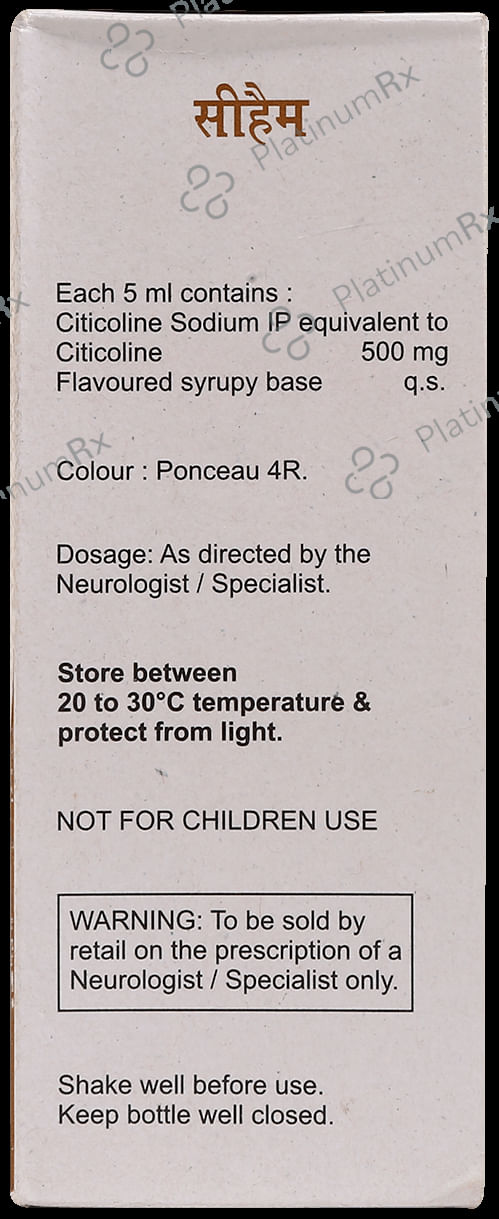 सीहैम
Each 5 ml contains :
Citicoline Sodium IP equivalent to
Citicoline 500 mg
Flavoured syrupy base q.s.
Colour : Ponceau 4R.
Dosage: As directed by the
Neurologist / Specialist.
Store between
20 to 30°C temperature &
protect from light.
NOT FOR CHILDREN USE
WARNING: To be sold by
retail on the prescription of a
Neurologist / Specialist only.
Shake well before use.
Keep bottle well closed.
PlatinumRx
PlatinumRx